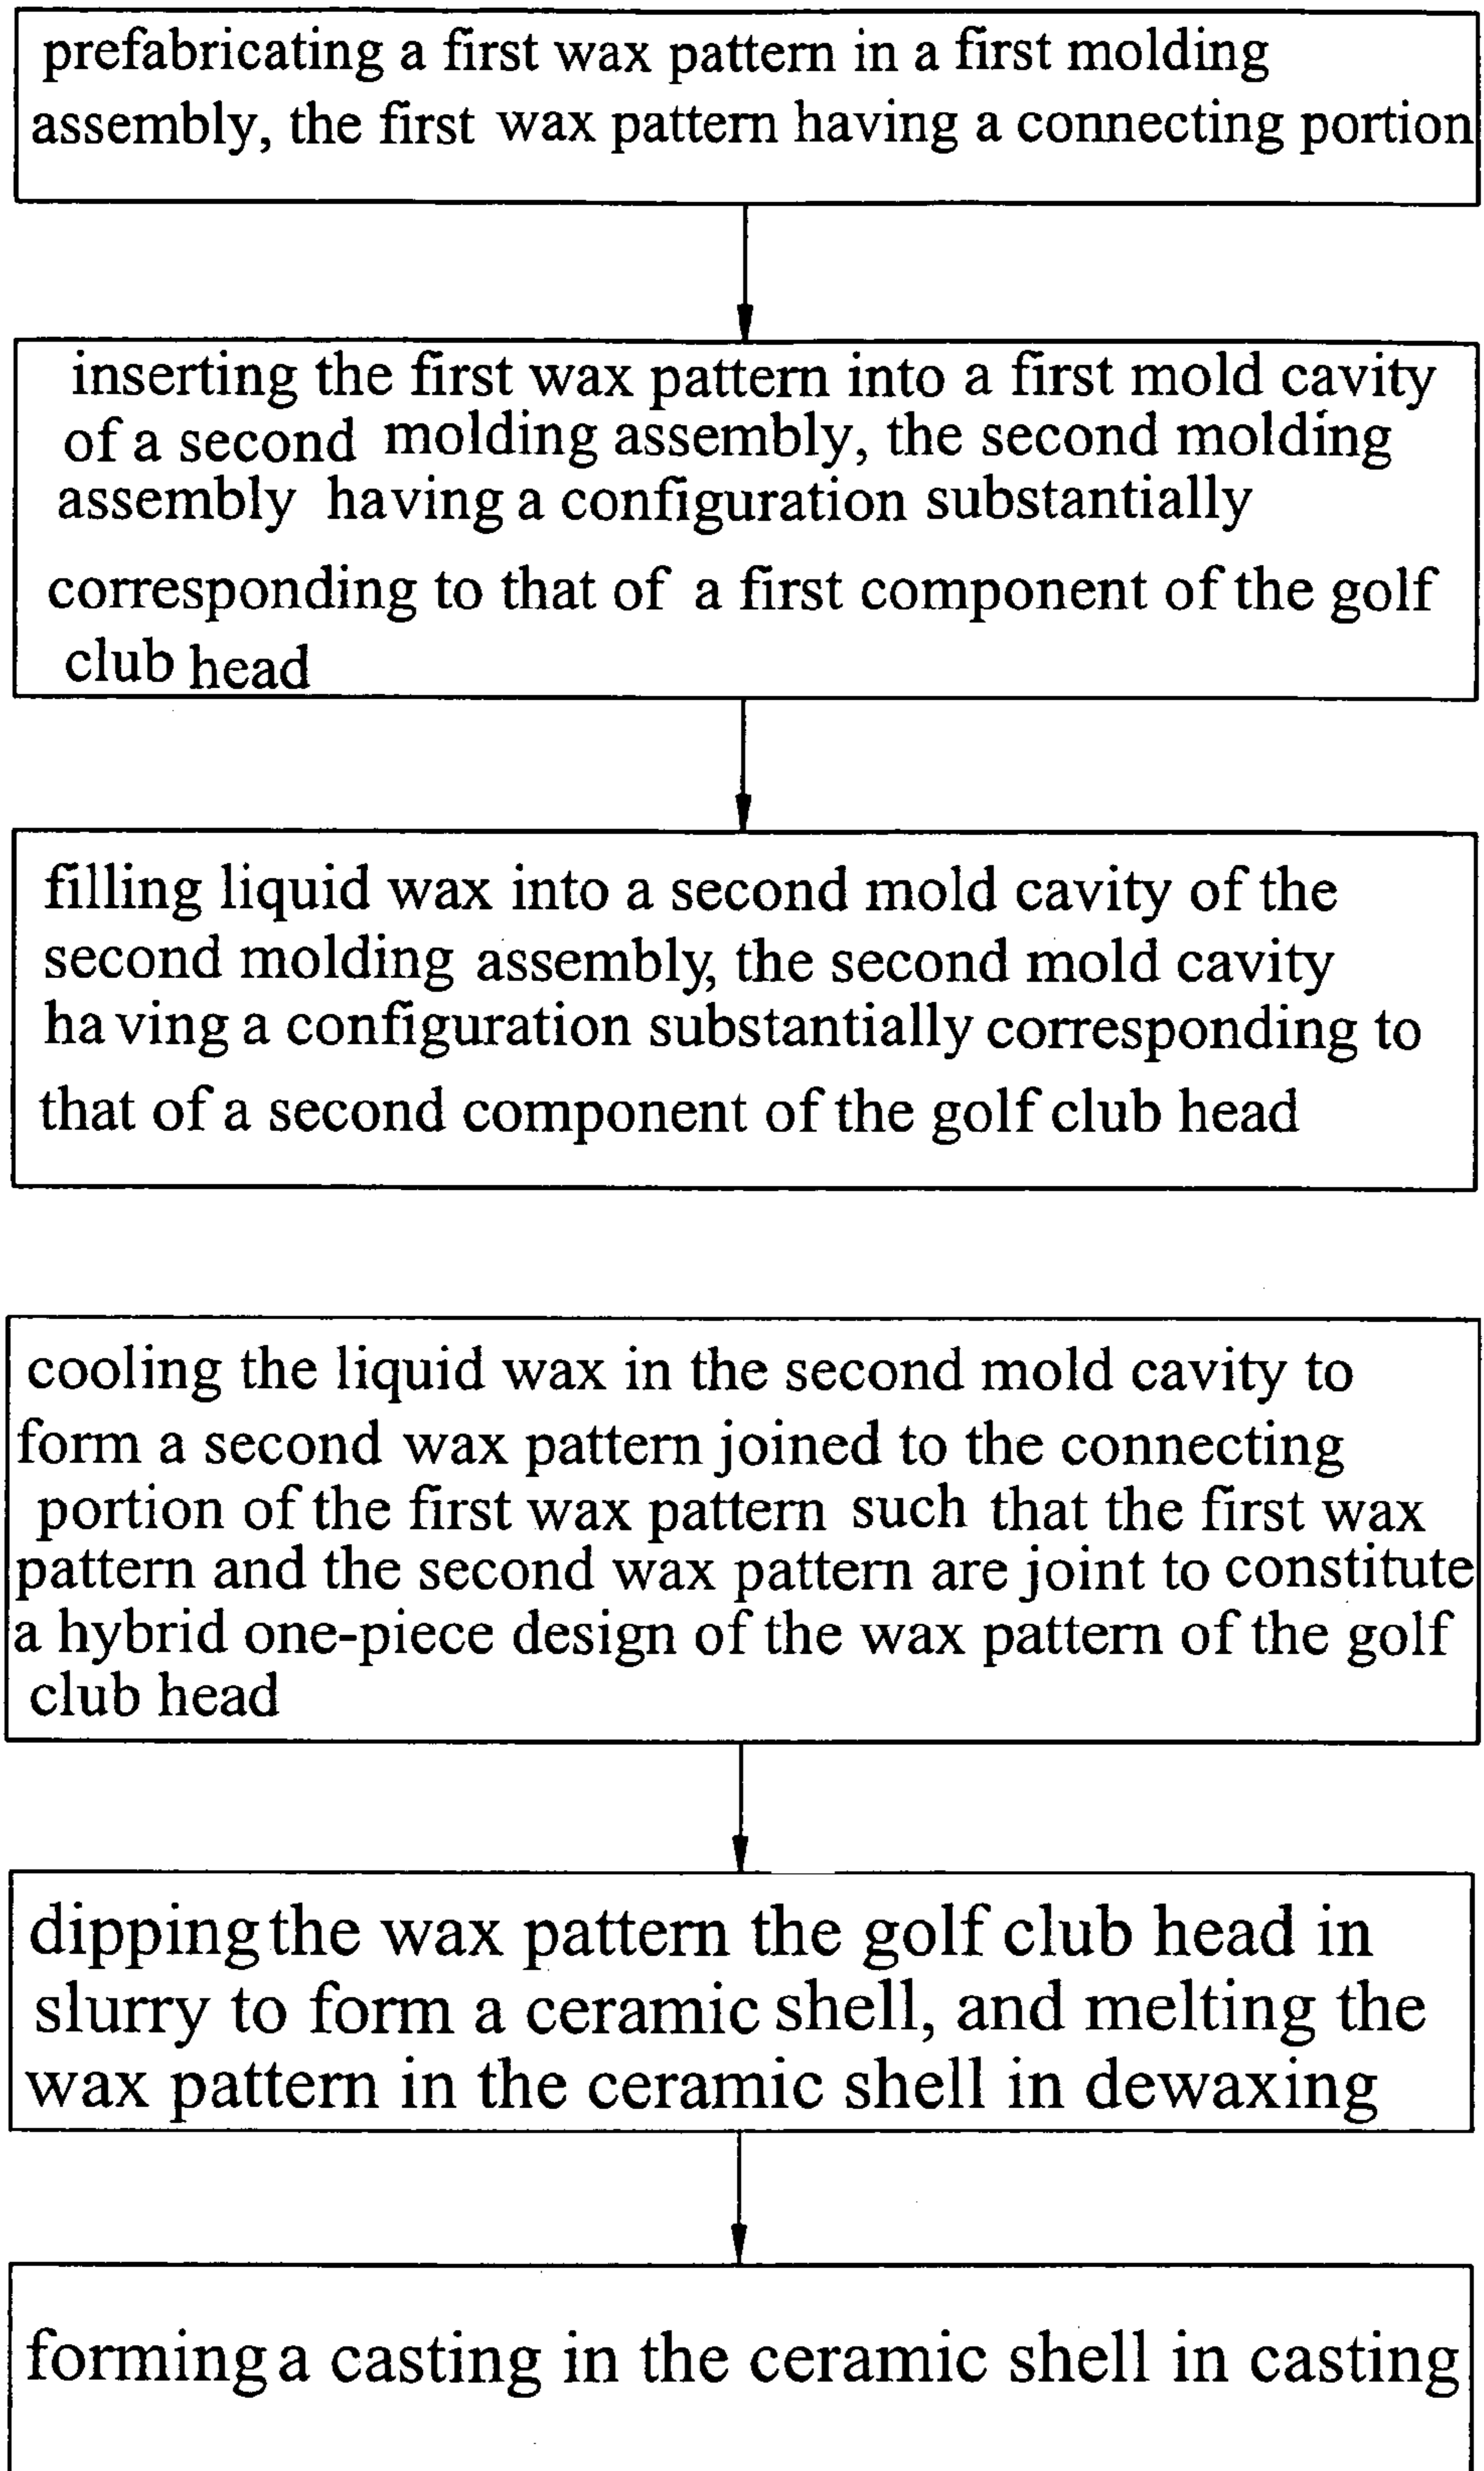 prefabricating a first wax pattern in a first molding
assembly, the first wax pattern having a connecting portion
inserting the first wax pattern into a first mold cavity
of a second molding assembly, the second molding
assembly having a configuration substantially
corresponding to that of a first component of the golf
club head
filling liquid wax into a second mold cavity of the
second molding assembly, the second mold cavity
having a configuration substantially corresponding to
that of a second component of the golf club head
cooling the liquid wax in the second mold cavity to
form a second wax pattern joined to the connecting
portion of the first wax pattern such that the first wax
pattern and the second wax pattern are joint to constitute
a hybrid one-piece design of the wax pattern of the golf
club head
dipping the wax pattern the golf club head in
slurry to form a ceramic shell, and melting the
wax pattern in the ceramic shell in dewaxing
forming a casting in the ceramic shell in casting